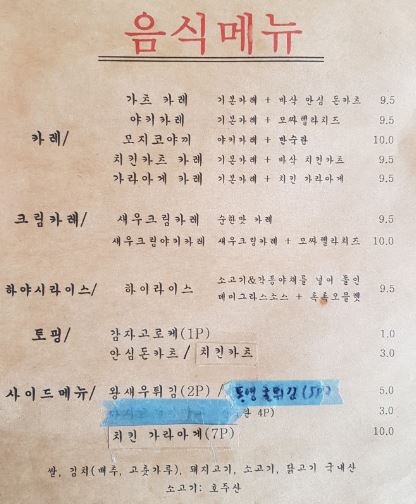 음식메뉴
가츠 카레 기본카레 + 바삭 안심 돈카츠 9.5
야키카레 기본카레 + 모짜렐라치즈 9.5
카레/ 모지코야끼 야키카레 + 반숙란 10.0
치킨카츠 카레 기본카레 + 바삭 치킨카츠 9.5
가라아게 카레 기본카레 + 치킨 가라아게 9.5
크림카레/ 새우크림카레 순한맛 카레 9.5
새우크림야키카레 새우크림카레 + 모짜렐라치즈 10.0
하야시라이스/ 하이라이스 소고기&각종야채를 넣어 졸인 9.5
데미그라스소스 + 촉촉오믈렛
토핑/ 감자고로케(1P) 1.0
안심돈카츠 / 치킨카츠 3.0
사이드메뉴/ 왕새우튀김(2P) / 통영굴튀김(5P) 5.0
4P) 3.0
치킨 가라아게(7P) 10.0
쌀, 김치(배추, 고춧가루), 돼지고기, 소고기, 닭고기 국내산
소고기: 호주산